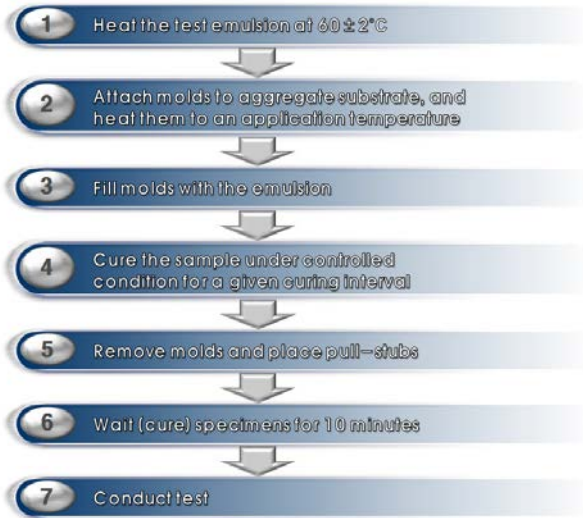 1 Heat the test emulsion at 60±2°C
2 Attach molds to aggregate substrate, and
heat them to an application temperature
3 Fill molds with the emulsion
4 Cure the sample under controlled
condition for a given curing interval
5 Remove molds and place pull-stubs
6 Wait (cure) specimens for 10 minutes
7 Conduct test